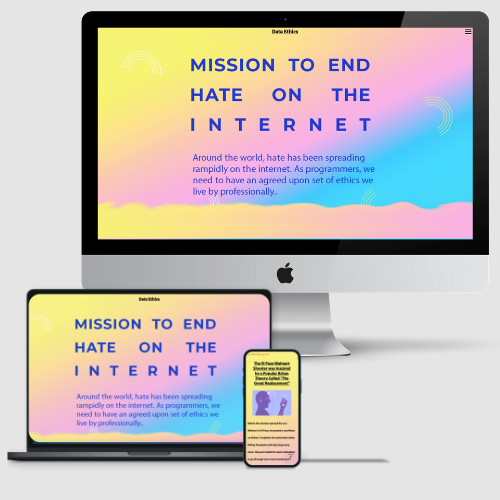 Data Ethics
MISSION TO END
HATE ON THE
INTERNET
Around the world, hate has been spreading
rampidly on the internet. As programmers, we
need to have an agreed upon set of ethics we
live by professionally..
Data Ethics
MISSION TO END
HATE ON THE
INTERNET
Around the world, hate has been spreading
rampidly on the internet. As programmers, we
need to have an agreed upon set of ethics we
live by professionally..
The El Paso Walmart
Shooter was Inspired
by a Popular Racist
Theory Called "The
Great Replacement"